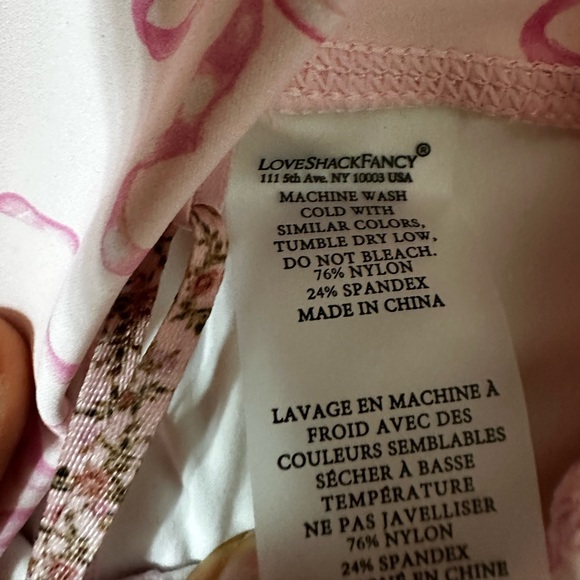 LOVESHACKFANCY®
111 5th Ave. NY 10003 USA
MACHINE WASH
COLD WITH
SIMILAR COLORS,
TUMBLE DRY LOW,
DO NOT BLEACH.
76% NYLON
24% SPANDEX
MADE IN CHINA
LAVAGE EN MACHINE À
FROID AVEC DES
COULEURS SEMBLABLES
SÉCHER À BASSE
TEMPÉRATURE
NE PAS JAVELLISER
76% NYLON
24% SPANDEX
EN CHINE